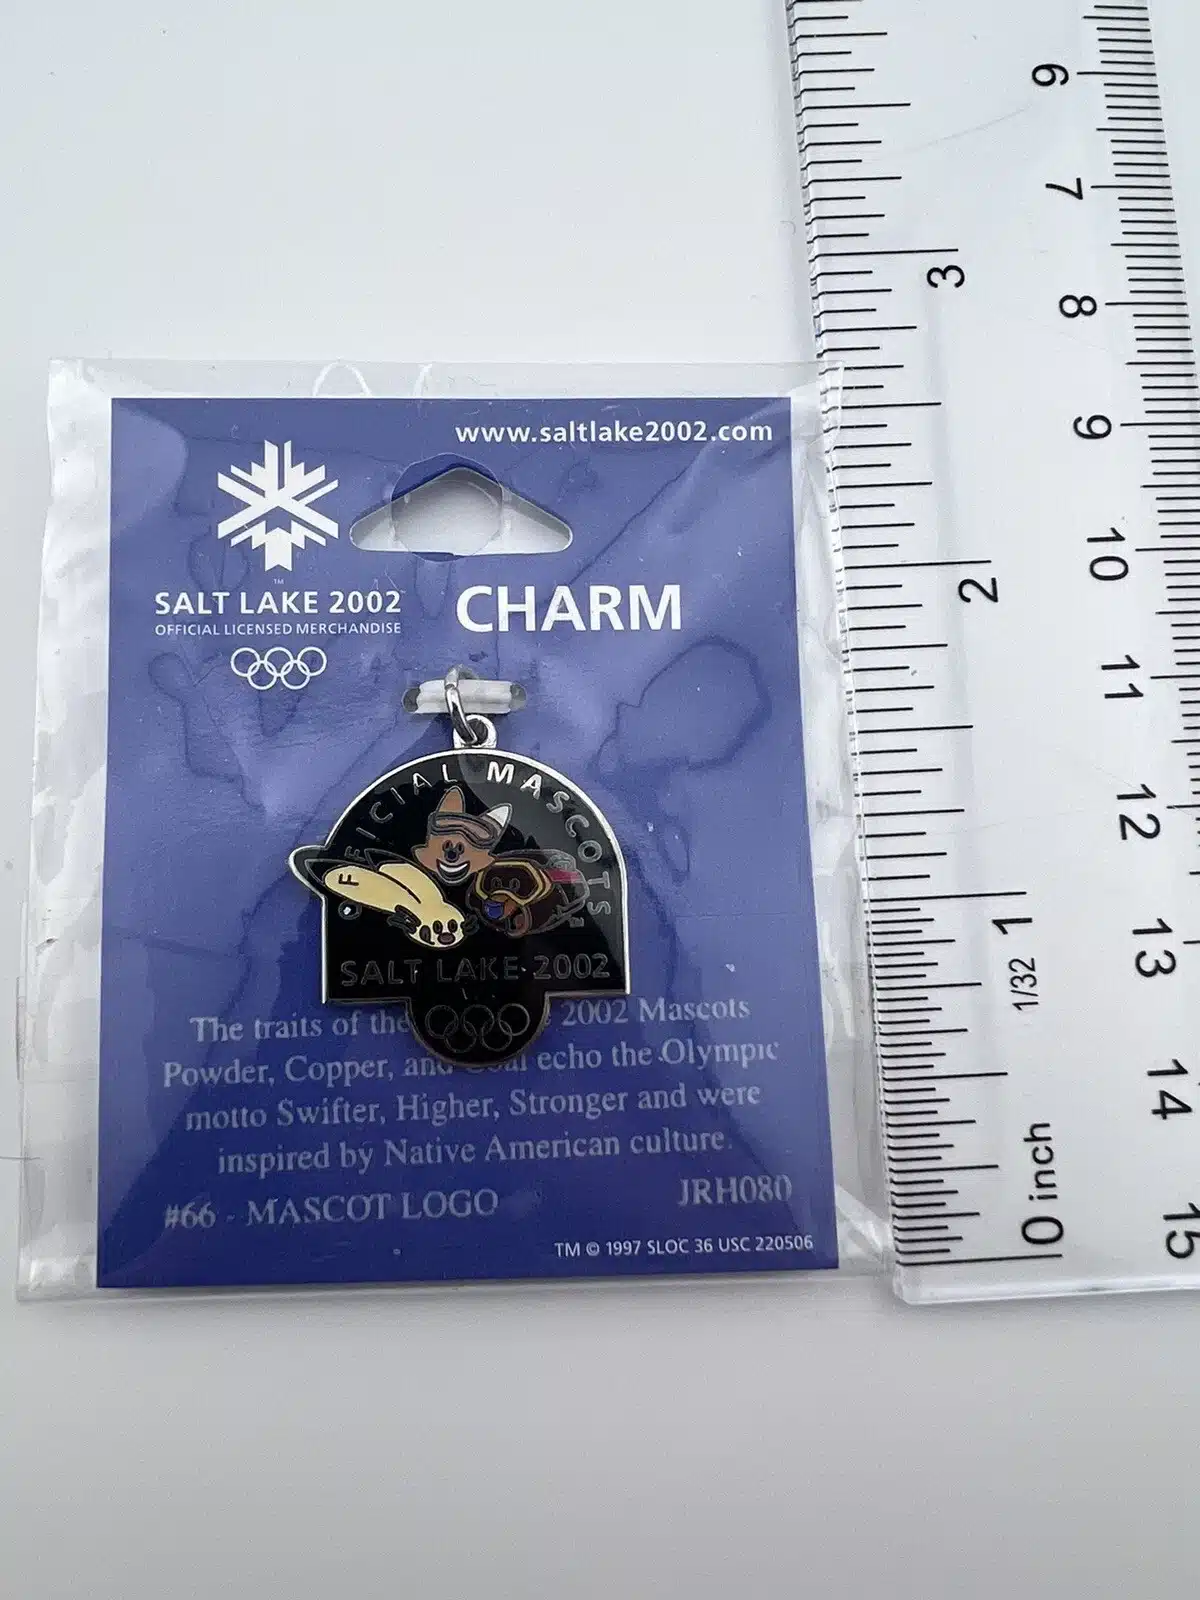 www.saltlake2002.com
TM
SALT LAKE 2002
OFFICIAL LICENSED MERCHANDISE
CHARM
OFFICIAL MASCOTS
SALT LAKE 2002
The traits of the 2002 Mascots
Powder, Copper, and Coal echo the Olympic
motto Swifter, Higher, Stronger and were
inspired by Native American culture.
#66 - MASCOT LOGO JRH080
TM © 1997 SLOC 36 USC 220506
6
7
8
9
10
11
12
13
14
15
3
2
1
1/32
0 inch